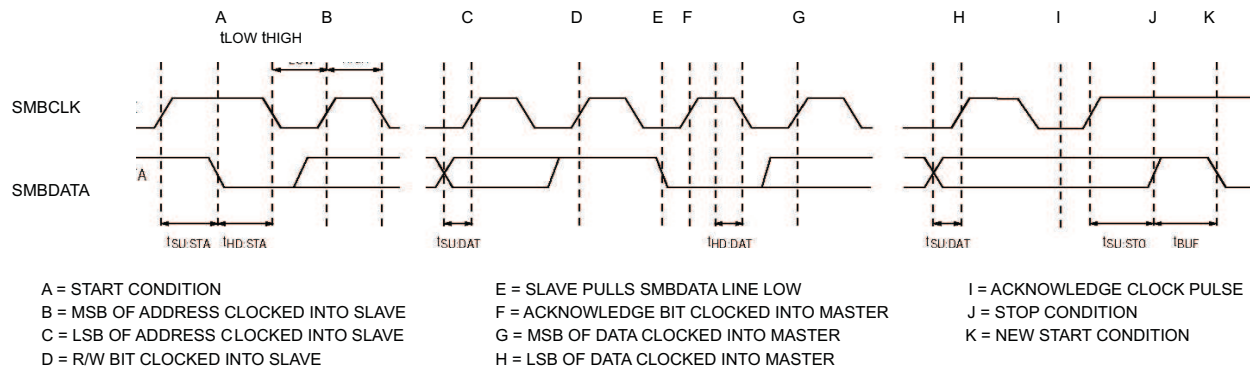 A B C D E F G H I J K
tLOW tHIGH
SMBCLK
A
SMBDATA
tSU:STA tHD:STA tSU:DAT tHD:DAT tSU:DAT tSU:STO tBUF
A = START CONDITION
B = MSB OF ADDRESS CLOCKED INTO SLAVE
C = LSB OF ADDRESS CLOCKED INTO SLAVE
D = R/W BIT CLOCKED INTO SLAVE
E = SLAVE PULLS SMBDATA LINE LOW
F = ACKNOWLEDGE BIT CLOCKED INTO MASTER
G = MSB OF DATA CLOCKED INTO MASTER
H = LSB OF DATA CLOCKED INTO MASTER
I = ACKNOWLEDGE CLOCK PULSE
J = STOP CONDITION
K = NEW START CONDITION